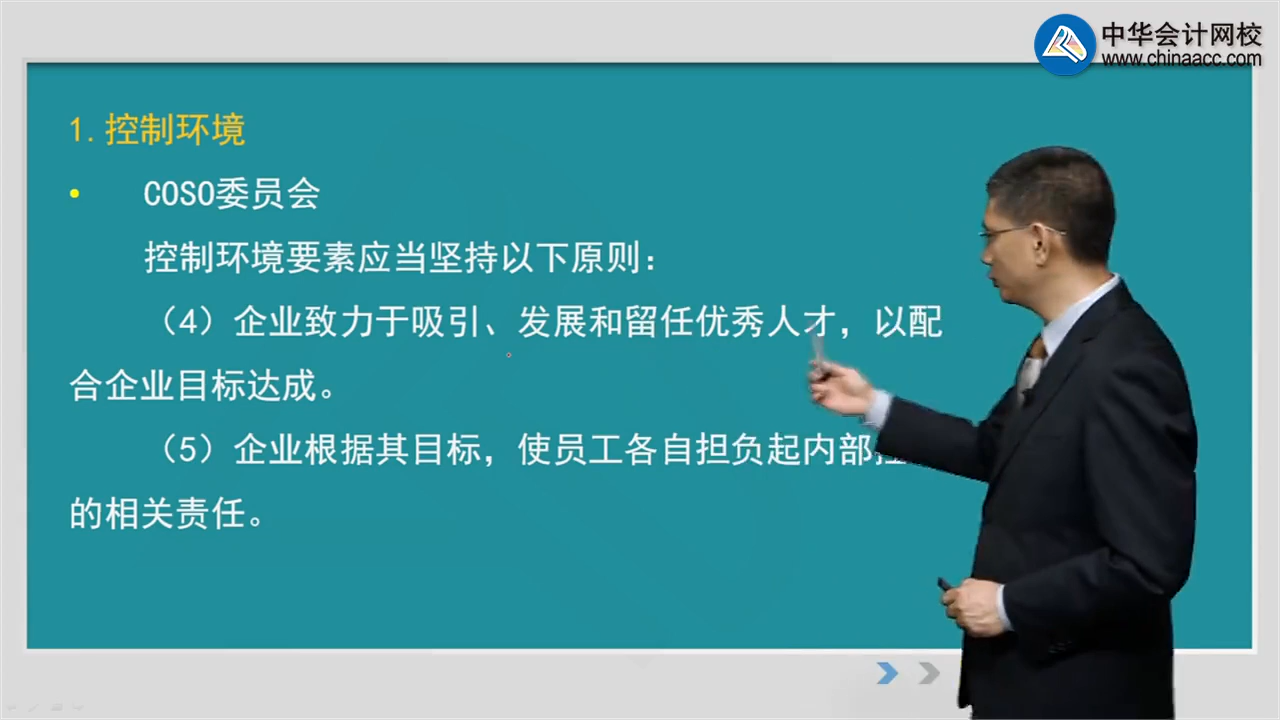 中华会计网校
www.chinaacc.com
1.控制环境
• COSO委员会
控制环境要素应当坚持以下原则：
（4）企业致力于吸引、发展和留任优秀人才，以配
合企业目标达成。
（5）企业根据其目标，使员工各自担负起内部
的相关责任。